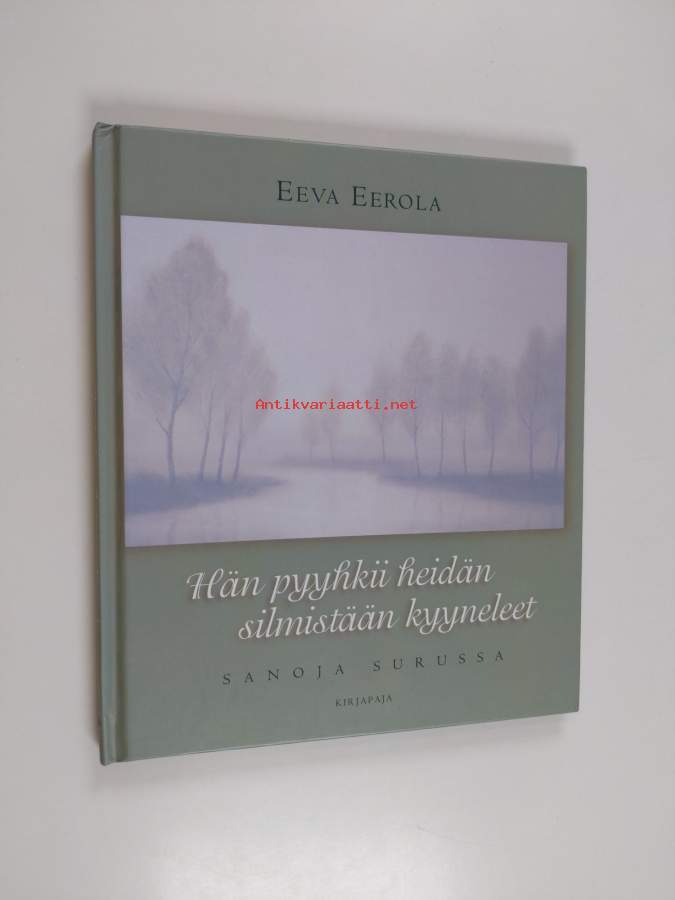 EEVA EEROLA
Antikvariaatti.net
Hän pyyhkii heidän
silmistään kyyneleet
SANOJA SURUSSA
KIRJAPAJA